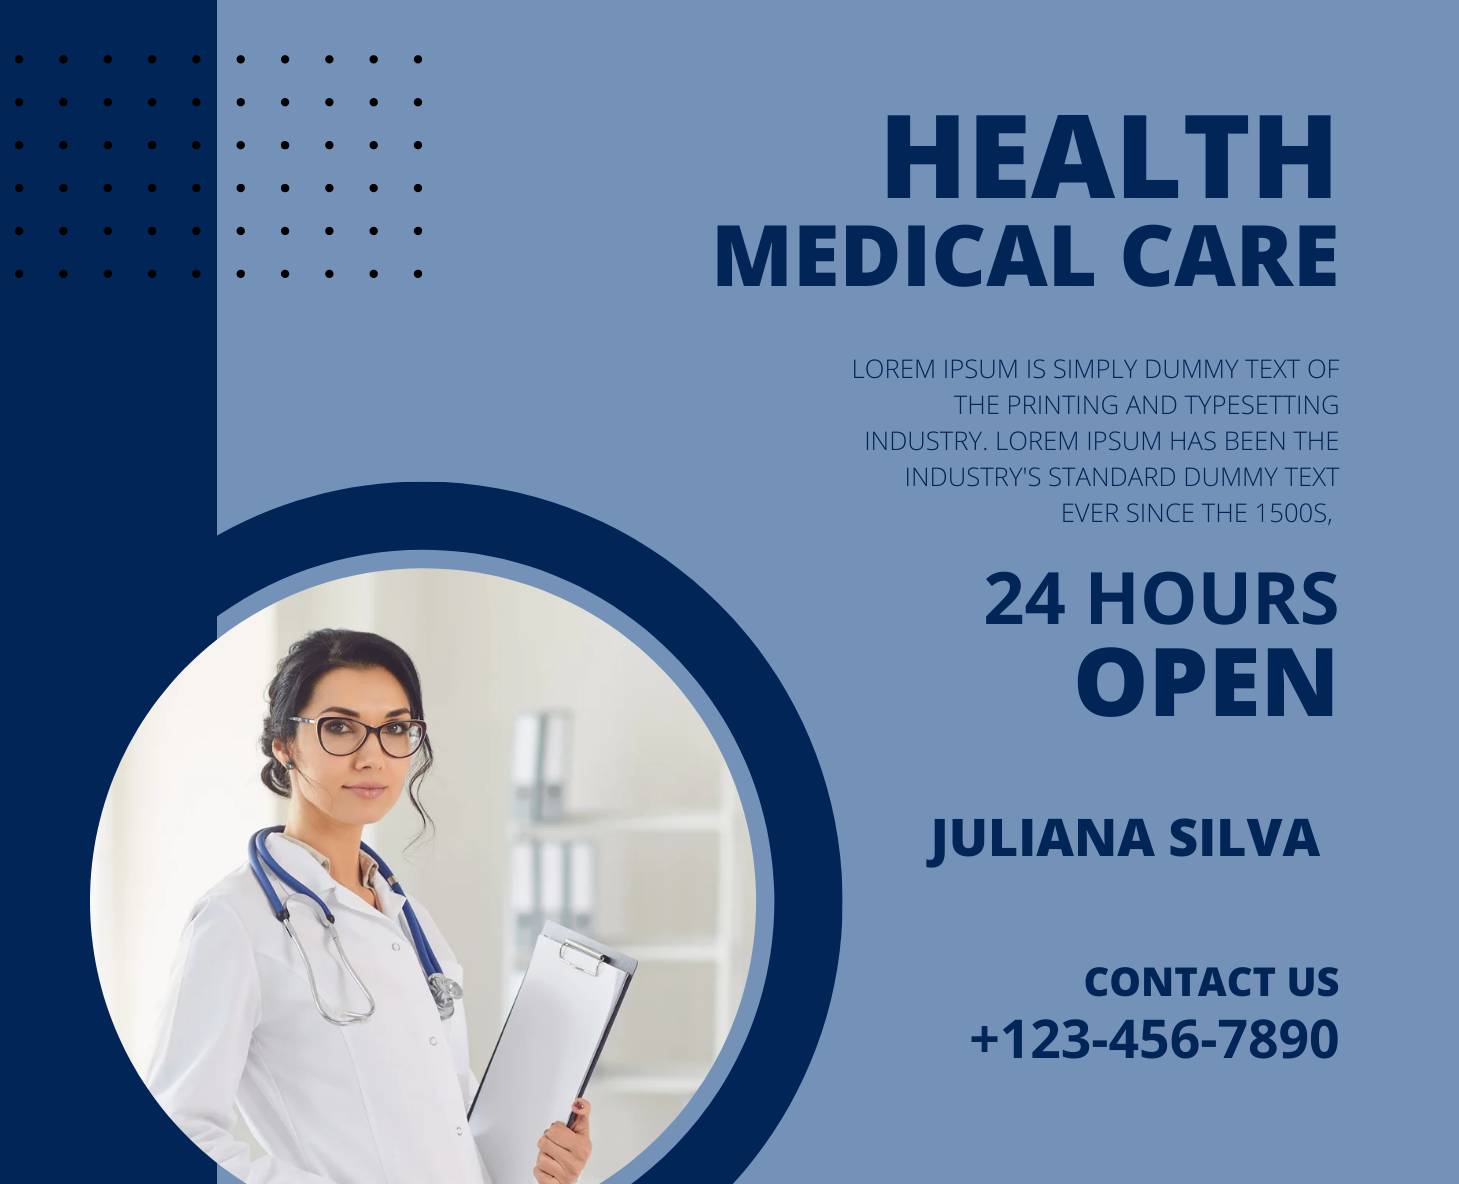 HEALTH
MEDICAL CARE
LOREM IPSUM IS SIMPLY DUMMY TEXT OF
THE PRINTING AND TYPESETTING
INDUSTRY. LOREM IPSUM HAS BEEN THE
INDUSTRY'S STANDARD DUMMY TEXT
EVER SINCE THE 1500S,
24 HOURS
OPEN
JULIANA SILVA
CONTACT US
+123-456-7890